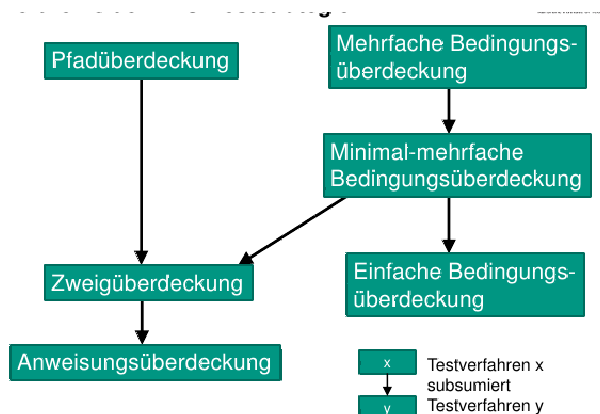 Pfadüberdeckung
Mehrfache Bedingungs-
überdeckung
Minimal-mehrfache
Bedingungsüberdeckung
Zweigüberdeckung
Einfache Bedingungs-
überdeckung
Anweisungsüberdeckung
x
Testverfahren x
subsumiert
y
Testverfahren y